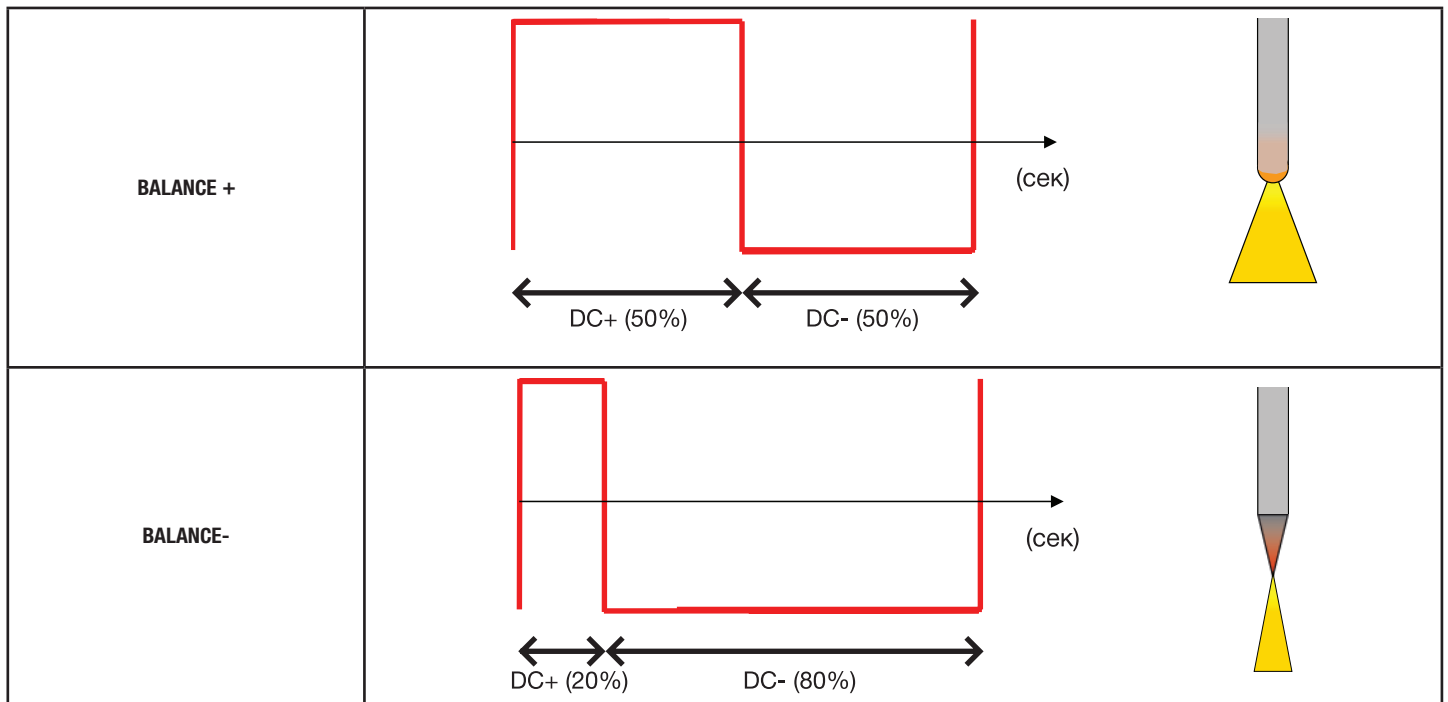 BALANCE +
(сек)
DC+ (50%) DC- (50%)
BALANCE-
(сек)
DC+ (20%) DC- (80%)